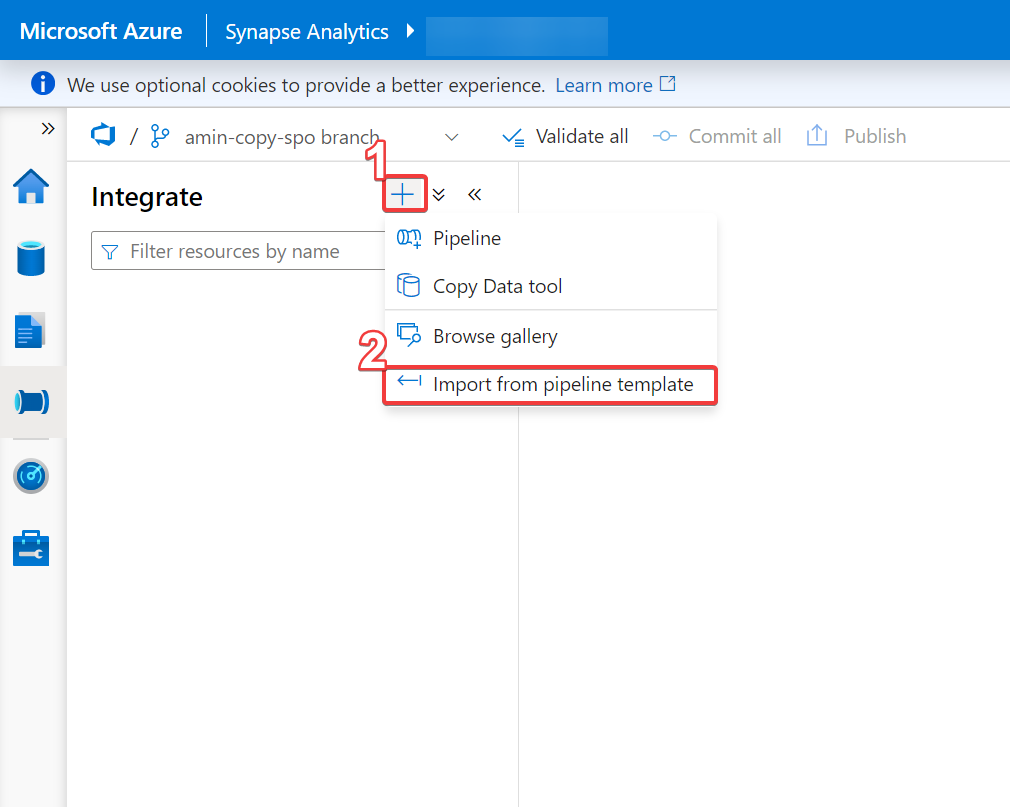 Microsoft Azure Synapse Analytics
We use optional cookies to provide a better experience. Learn more
/ amin-copy-spo branch Validate all Commit all Publish
1
Integrate
Filter resources by name
Pipeline
Copy Data tool
Browse gallery
2
Import from pipeline template